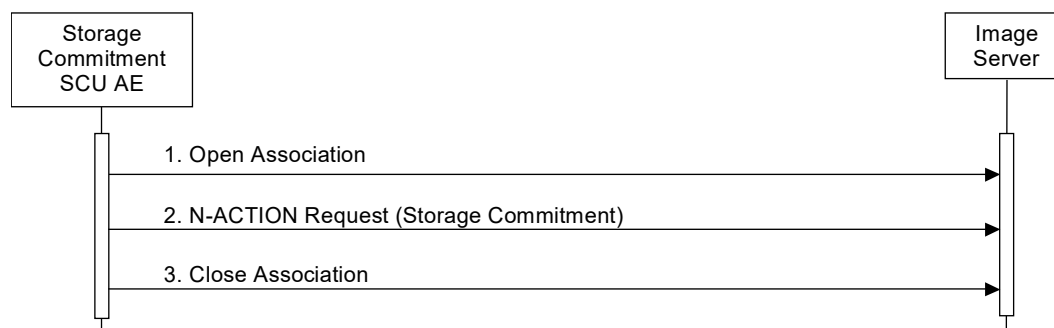 Storage
Commitment
SCU AE
Image
Server
1. Open Association
2. N-ACTION Request (Storage Commitment)
3. Close Association